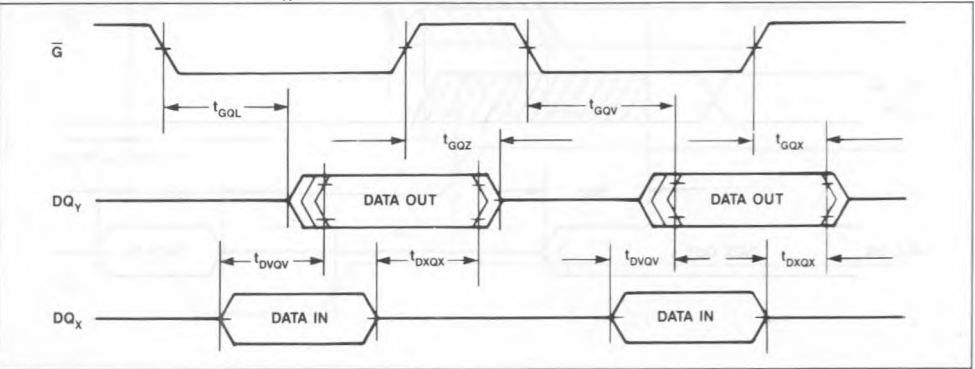 G̅
t_GQL
t_GQV
t_GQZ
t_GQX
DQ_Y
DATA OUT
DATA OUT
t_DVQV
t_DXQX
t_DVQV
t_DXQX
DQ_X
DATA IN
DATA IN